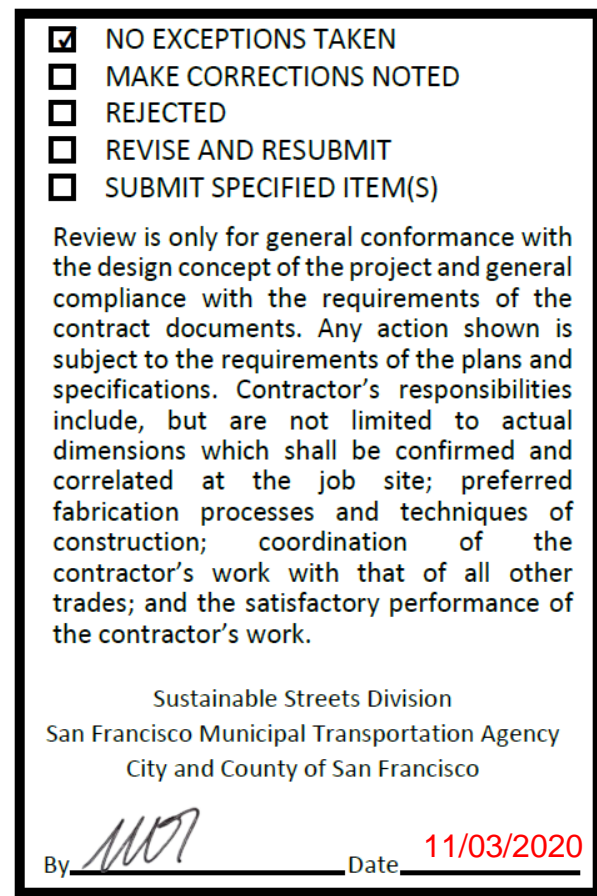 NO EXCEPTIONS TAKEN
MAKE CORRECTIONS NOTED
REJECTED
REVISE AND RESUBMIT
SUBMIT SPECIFIED ITEM(S)
Review is only for general conformance with
the design concept of the project and general
compliance with the requirements of the
contract documents. Any action shown is
subject to the requirements of the plans and
specifications. Contractor’s responsibilities
include, but are not limited to actual
dimensions which shall be confirmed and
correlated at the job site; preferred
fabrication processes and techniques of
construction; coordination of the
contractor’s work with that of all other
trades; and the satisfactory performance of
the contractor’s work.
Sustainable Streets Division
San Francisco Municipal Transportation Agency
City and County of San Francisco
By Date 11/03/2020